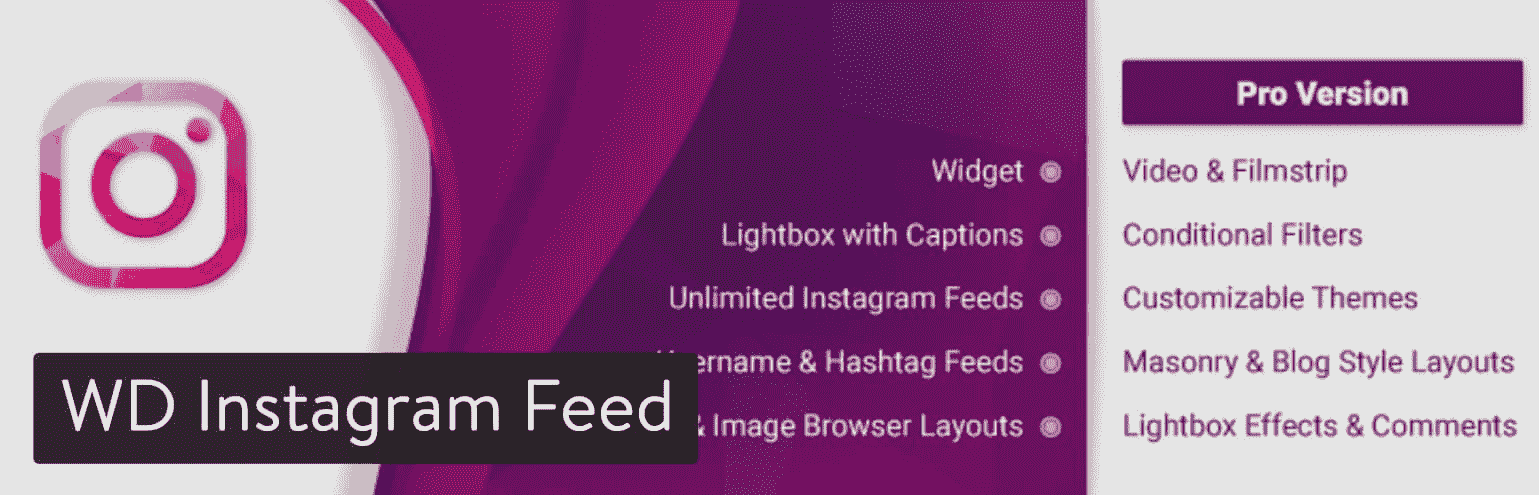 Widget
Lightbox with Captions
Unlimited Instagram Feeds
& Hashtag Feeds
& Image Browser Layouts
WD Instagram Feed
Pro Version
Video & Filmstrip
Conditional Filters
Customizable Themes
Masonry & Blog Style Layouts
Lightbox Effects & Comments